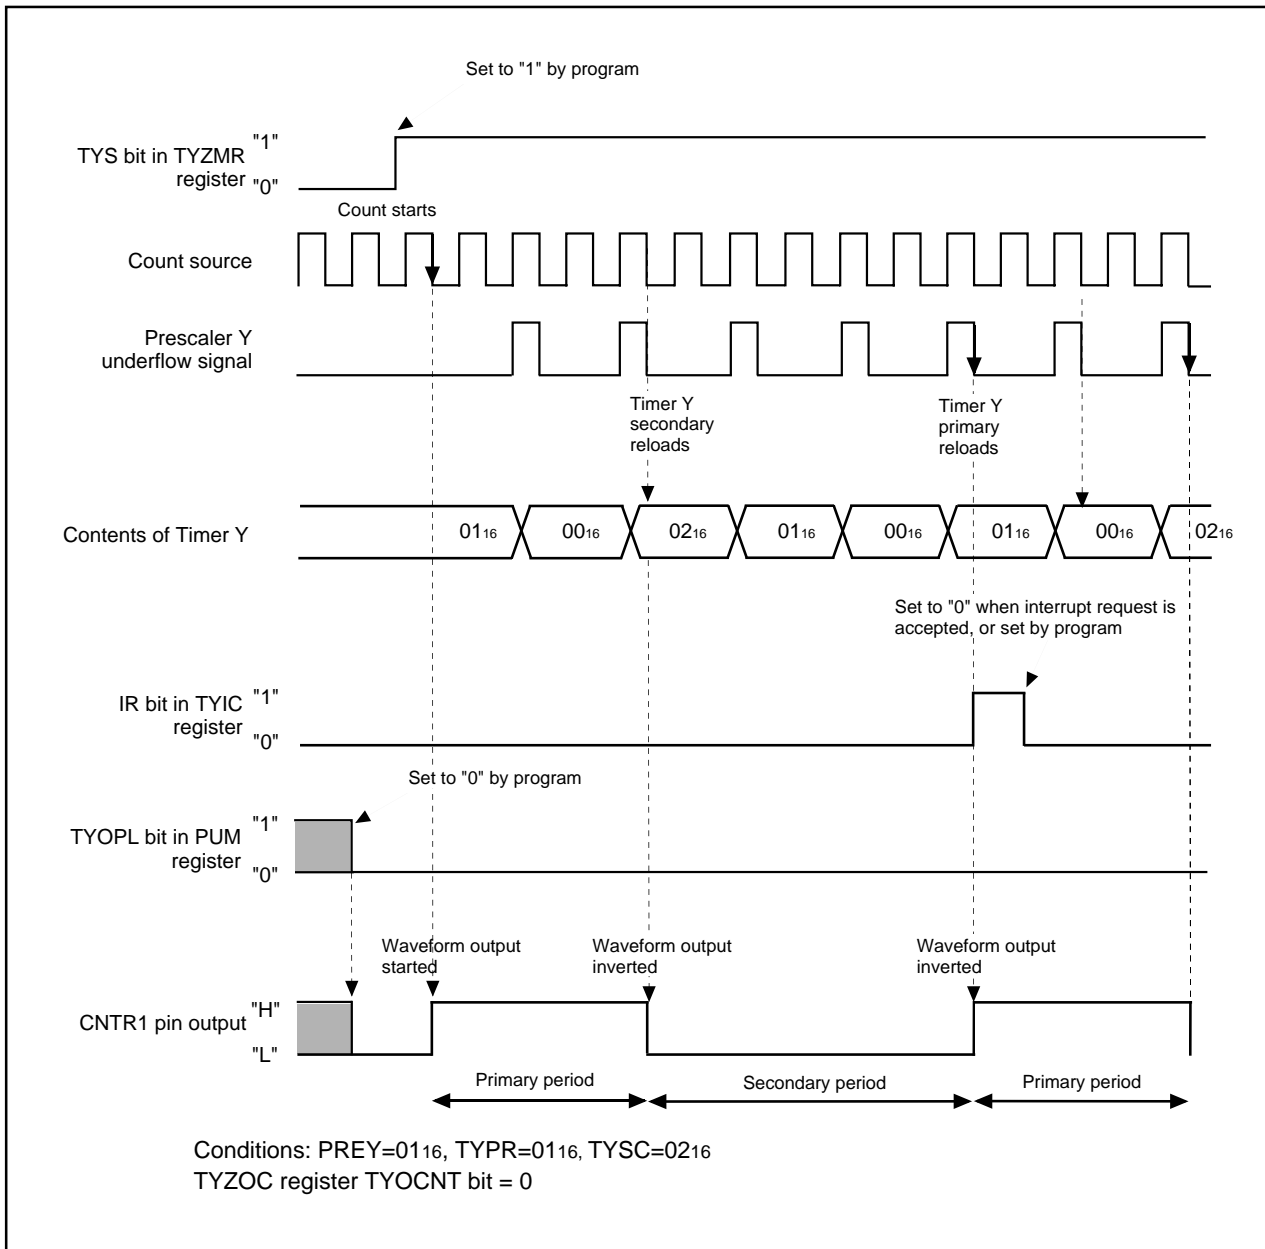 Set to "1" by program
"1"
TYS bit in TYZMR
register
"0"
Count starts
Count source
Prescaler Y
underflow signal
Timer Y
secondary
reloads
Timer Y
primary
reloads
Contents of Timer Y
0116
0016
0216
0116
0016
0116
0016
0216
Set to "0" when interrupt request is
accepted, or set by program
"1"
IR bit in TYIC
register
"0"
Set to "0" by program
"1"
TYOPL bit in PUM
register
"0"
Waveform output
started
Waveform output
inverted
Waveform output
inverted
"H"
CNTR1 pin output
"L"
Primary period
Secondary period
Primary period
Conditions: PREY=0116, TYPR=0116, TYSC=0216
TYZOC register TYOCNT bit = 0